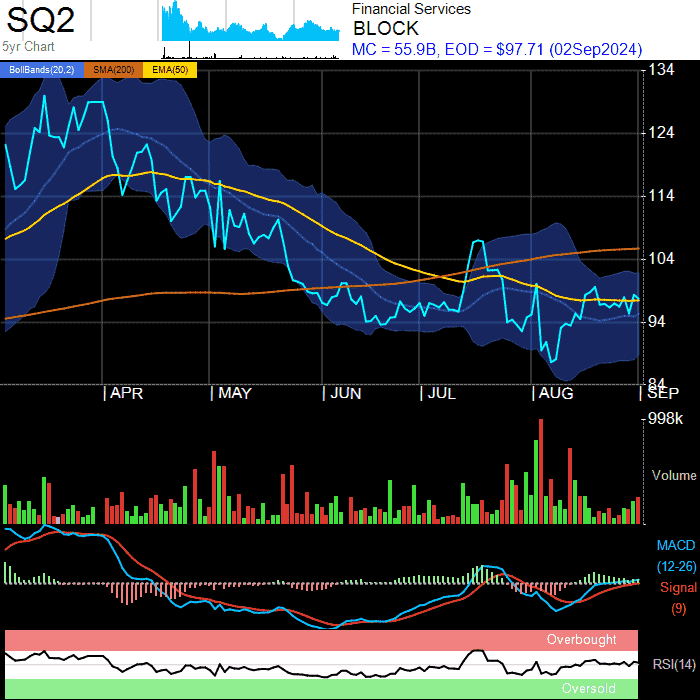 SQ2
5yr Chart
Financial Services
BLOCK
MC = 55.9B, EOD = $97.71 (02Sep2024)
BollBands(20,2) SMA(200) EMA(50)
134
124
114
104
94
84
APR MAY JUN JUL AUG SEP
998k
Volume
MACD
(12-26)
Signal
(9)
Overbought
RSI(14)
Oversold